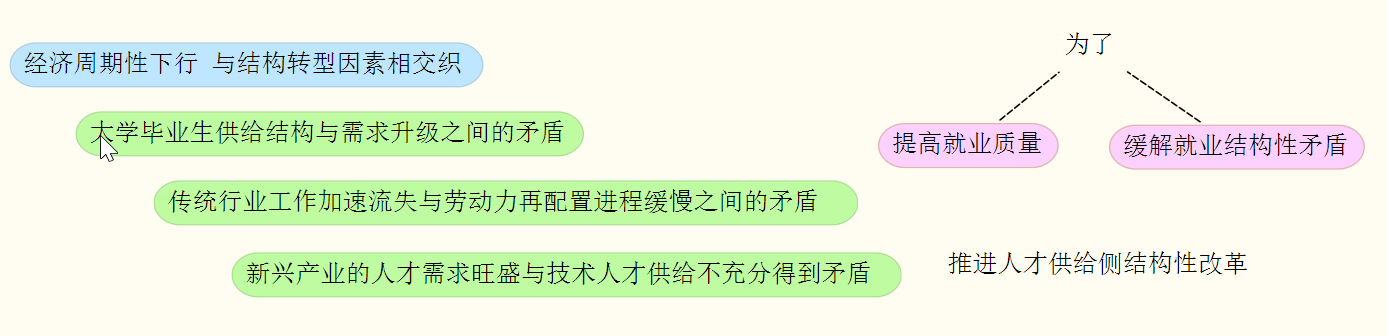 经济周期性下行 与结构转型因素相交织
大学毕业生供给结构与需求升级之间的矛盾
传统行业工作加速流失与劳动力再配置进程缓慢之间的矛盾
新兴产业的人才需求旺盛与技术人才供给不充分得到矛盾
为了
提高就业质量
缓解就业结构性矛盾
推进人才供给侧结构性改革